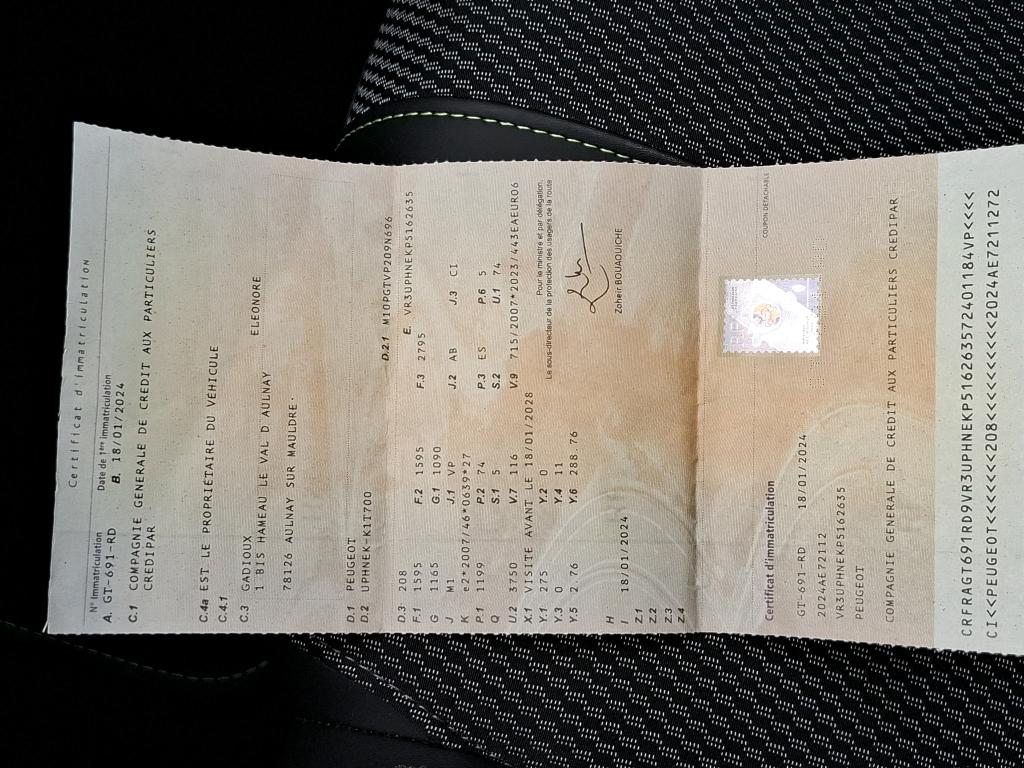 Certificat d'immatriculation
N° Immatriculation Date de 1ère immatriculation
A. GT-691-RD B. 18/01/2024
C.1 COMPAGNIE GENERALE DE CREDIT AUX PARTICULIERS
CREDIPAR
C.4a EST LE PROPRIÉTAIRE DU VÉHICULE
C.4.1
C.3 GADIOUX ELEONORE
1 BIS HAMEAU LE VAL D AULNAY
78126 AULNAY SUR MAULDRE
D.1 PEUGEOT
D.2 UPHNEK-K1T700 D.2.1 M10PGTVP209N696
D.3 208 E. VR3UPHNEKP5162635
F.1 1595 F.2 1595 F.3 2795
G 1165 G.1 1090
J M1 J.1 VP J.2 AB J.3 CI
K e2*2007/46*0639*27
P.1 1199 P.2 74 P.3 ES P.6 5
Q S.1 5 S.2 U.1 74
U.2 3750 V.7 116 V.9 715/2007*2023/443EAEURO6
X.1 VISITE AVANT LE 18/01/2028
Y.1 275 Y.2 0
Y.3 0 Y.4 11
Y.5 2.76 Y.6 288.76
Pour le ministre et par délégation,
Le sous-directeur de la protection des usagers de la route
H
I 18/01/2024
Zoheir BOUAOUICHE
Z.1
Z.2
Z.3
Z.4
COUPON DÉTACHABLE
Certificat d'immatriculation
GT-691-RD 18/01/2024
2024AE72112
VR3UPHNEKP5162635
PEUGEOT
COMPAGNIE GENERALE DE CREDIT AUX PARTICULIERS CREDIPAR
CRFRAGT691RD9VR3UPHNEKP51626357240118 4VP<<<<
CI<<PEUGEOT<<<<<<<<208<<<<<<<<<<2024AE7211272